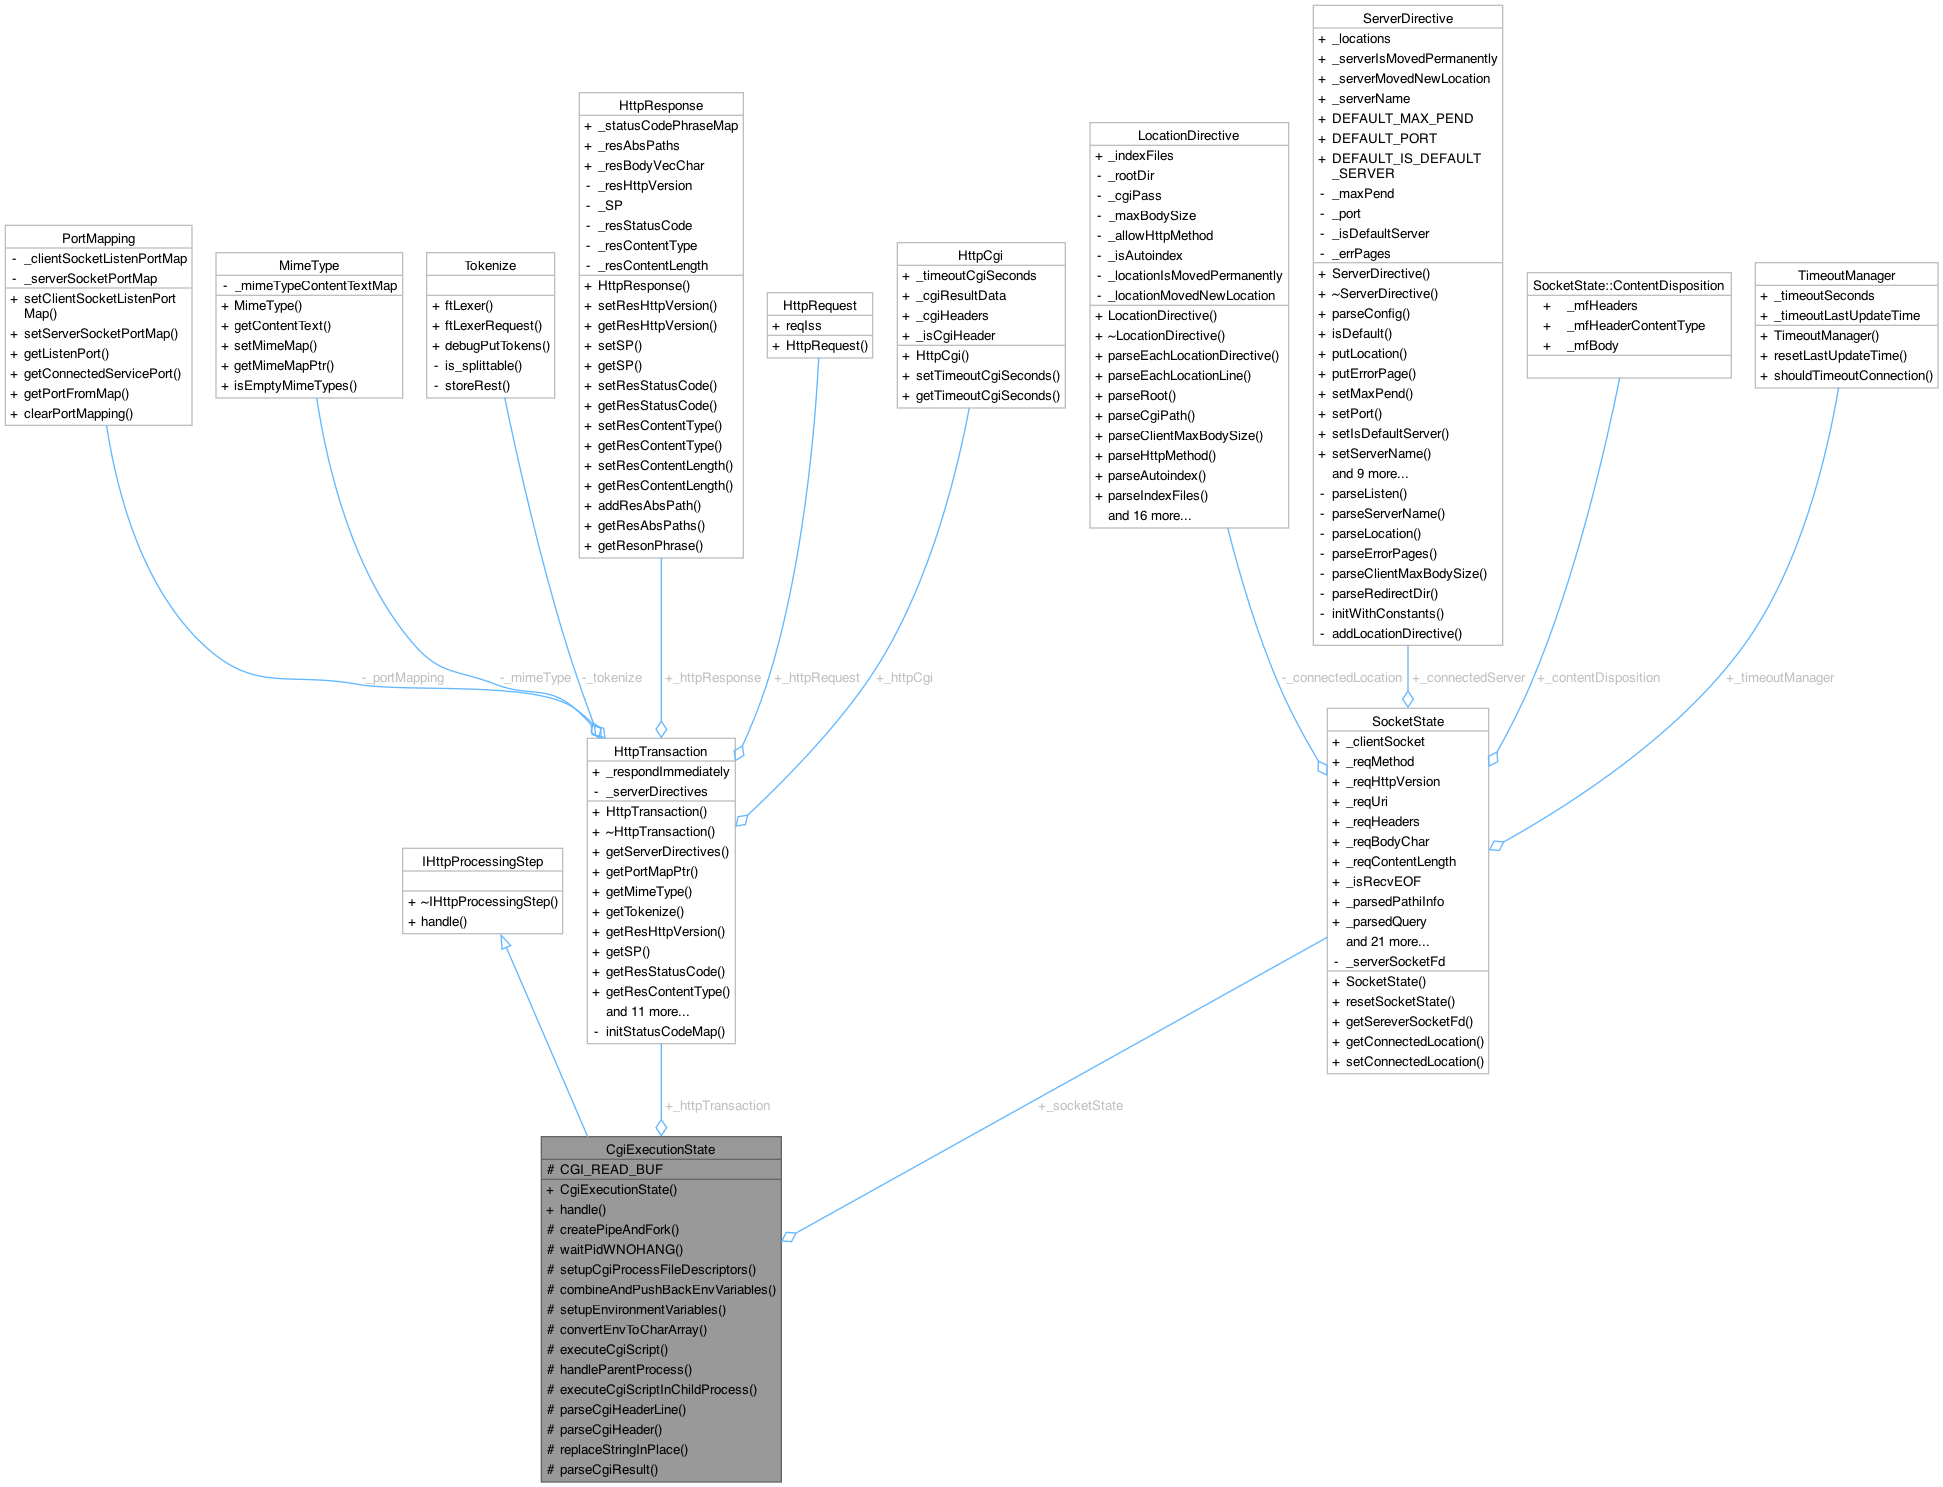 ServerDirective
+ _locations
+ _serverIsMovedPermanently
+ _serverMovedNewLocation
+ _serverName
+ DEFAULT_MAX_PEND
+ DEFAULT_PORT
+ DEFAULT_IS_DEFAULT
_SERVER
- _maxPend
- _port
- _isDefaultServer
- _errPages
+ ServerDirective()
+ ~ServerDirective()
+ parseConfig()
+ isDefault()
+ putLocation()
+ putErrorPage()
+ setMaxPend()
+ setPort()
+ setIsDefaultServer()
+ setServerName()
and 9 more...
- parseListen()
- parseServerName()
- parseLocation()
- parseErrorPages()
- parseClientMaxBodySize()
- parseRedirectDir()
- initWithConstants()
- addLocationDirective()
HttpResponse
+ _statusCodePhraseMap
+ _resAbsPaths
+ _resBodyVecChar
- _resHttpVersion
- _SP
- _resStatusCode
- _resContentType
- _resContentLength
+ HttpResponse()
+ setResHttpVersion()
+ getResHttpVersion()
+ setSP()
+ getSP()
+ setResStatusCode()
+ getResStatusCode()
+ setResContentType()
+ getResContentType()
+ setResContentLength()
+ getResContentLength()
+ addResAbsPath()
+ getResAbsPaths()
+ getResonPhrase()
LocationDirective
+ _indexFiles
- _rootDir
- _cgiPass
- _maxBodySize
- _allowHttpMethod
- _isAutoindex
- _locationIsMovedPermanently
- _locationMovedNewLocation
+ LocationDirective()
+ ~LocationDirective()
+ parseEachLocationDirective()
+ parseEachLocationLine()
+ parseRoot()
+ parseCgiPath()
+ parseClientMaxBodySize()
+ parseHttpMethod()
+ parseAutoindex()
+ parseIndexFiles()
and 16 more...
PortMapping
- _clientSocketListenPortMap
- _serverSocketPortMap
+ setClientSocketListenPort
Map()
+ setServerSocketPortMap()
+ getListenPort()
+ getConnectedServicePort()
+ getPortFromMap()
+ clearPortMapping()
MimeType
- _mimeTypeContentTextMap
+ MimeType()
+ getContentText()
+ setMimeMap()
+ getMimeMapPtr()
+ isEmptyMimeTypes()
Tokenize
+ ftLexer()
+ ftLexerRequest()
+ debugPutTokens()
- is_splittable()
- storeRest()
HttpRequest
+ reqIss
+ HttpRequest()
HttpCgi
+ _timeoutCgiSeconds
+ _cgiResultData
+ _cgiHeaders
+ _isCgiHeader
+ HttpCgi()
+ setTimeoutCgiSeconds()
+ getTimeoutCgiSeconds()
SocketState::ContentDisposition
+ _mfHeaders
+ _mfHeaderContentType
+ _mfBody
TimeoutManager
+ _timeoutSeconds
+ _timeoutLastUpdateTime
+ TimeoutManager()
+ resetLastUpdateTime()
+ shouldTimeoutConnection()
-_portMapping
-_mimeType
-_tokenize
+_httpResponse
+_httpRequest
+_httpCgi
-_connectedLocation
+_connectedServer
+_contentDisposition
+_timeoutManager
HttpTransaction
+ _respondImmediately
- _serverDirectives
+ HttpTransaction()
+ ~HttpTransaction()
+ getServerDirectives()
+ getPortMapPtr()
+ getMimeType()
+ getTokenize()
+ getResHttpVersion()
+ getSP()
+ getResStatusCode()
+ getResContentType()
and 11 more...
- initStatusCodeMap()
SocketState
+ _clientSocket
+ _reqMethod
+ _reqHttpVersion
+ _reqUri
+ _reqHeaders
+ _reqBodyChar
+ _reqContentLength
+ _isRecvEOF
+ _parsedPathiInfo
+ _parsedQuery
and 21 more...
- _serverSocketFd
+ SocketState()
+ resetSocketState()
+ getSereverSocketFd()
+ getConnectedLocation()
+ setConnectedLocation()
IHttpProcessingStep
+ ~IHttpProcessingStep()
+ handle()
+_httpTransaction
+_socketState
CgiExecutionState
# CGI_READ_BUF
+ CgiExecutionState()
+ handle()
# createPipeAndFork()
# waitPidWNOHANG()
# setupCgiProcessFileDescriptors()
# combineAndPushBackEnvVariables()
# setupEnvironmentVariables()
# convertEnvToCharArray()
# executeCgiScript()
# handleParentProcess()
# executeCgiScriptInChildProcess()
# parseCgiHeaderLine()
# parseCgiHeader()
# replaceStringInPlace()
# parseCgiResult()